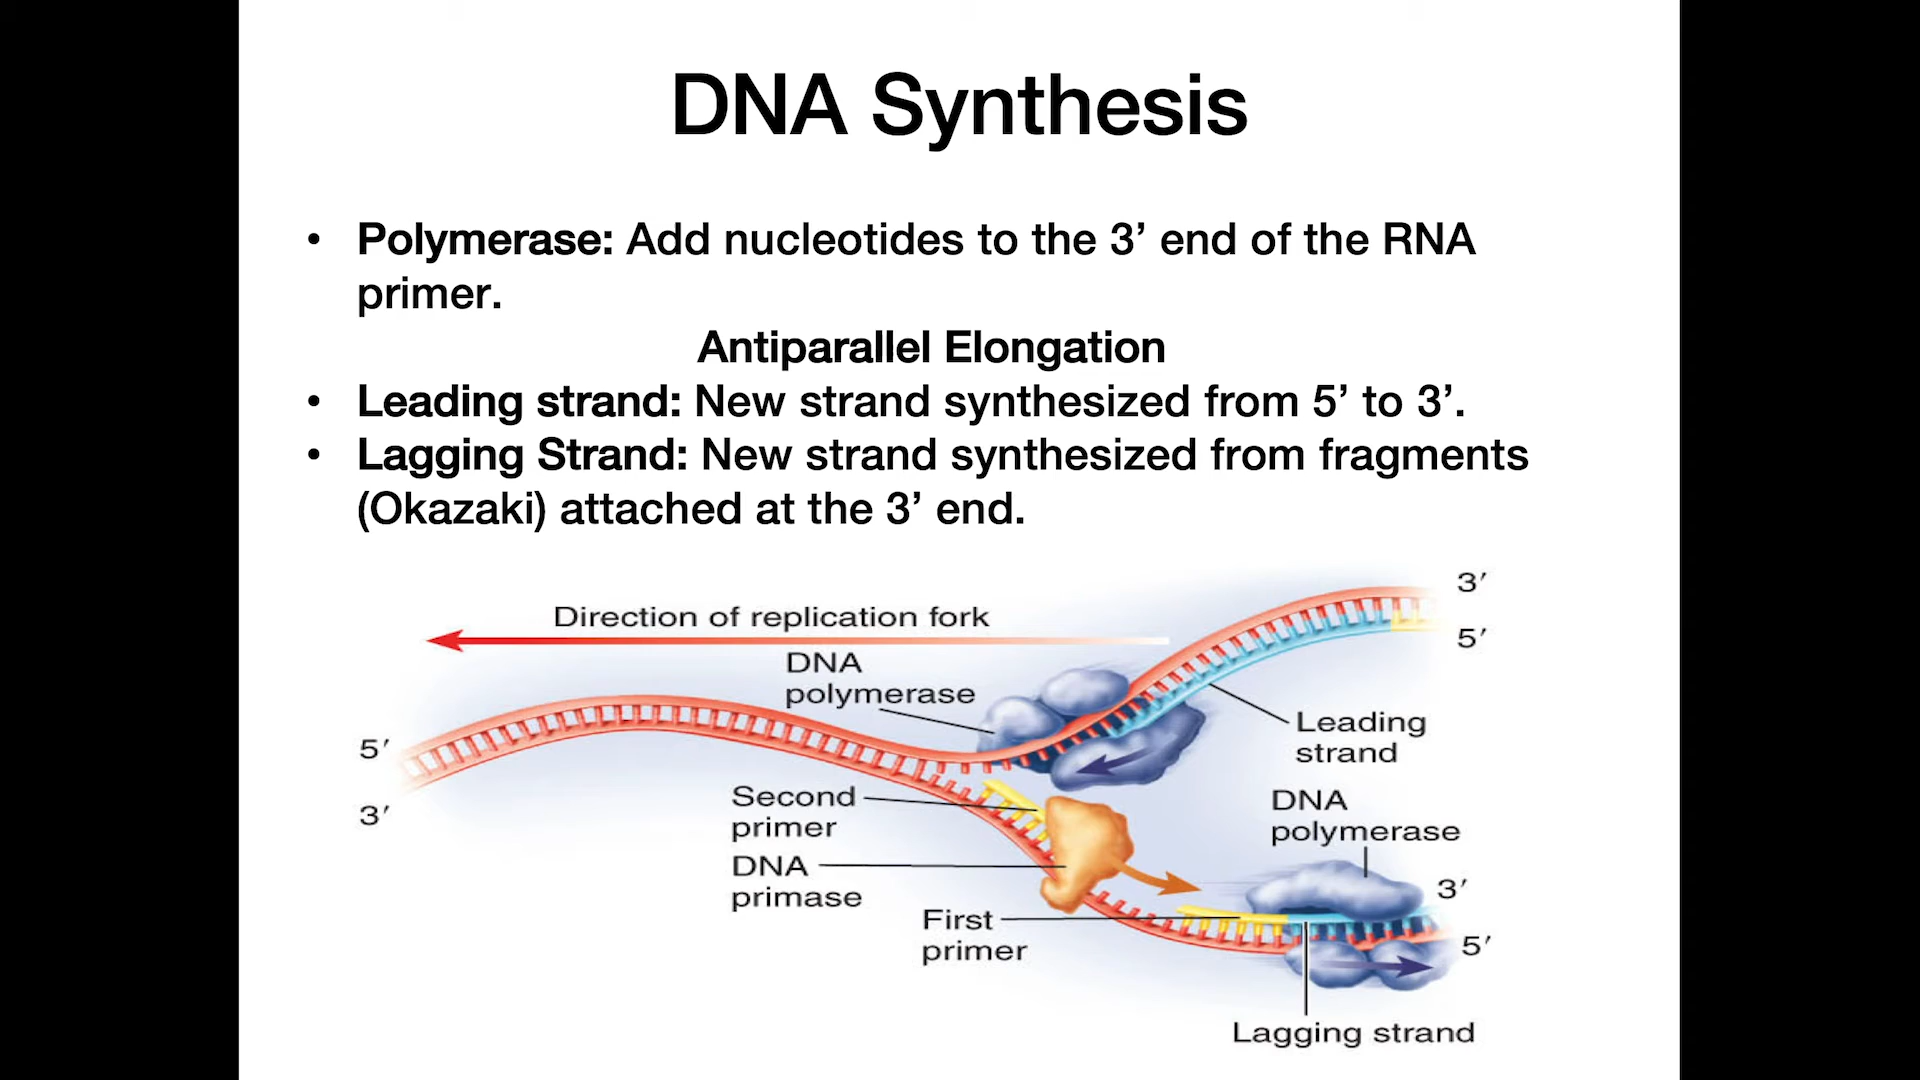 DNA Synthesis
• Polymerase: Add nucleotides to the 3’ end of the RNA
primer.
Antiparallel Elongation
• Leading strand: New strand synthesized from 5’ to 3’.
• Lagging Strand: New strand synthesized from fragments
(Okazaki) attached at the 3’ end.
3′
Direction of replication fork
5′
DNA
polymerase
Leading
strand
5′
3′
Second
primer
DNA
polymerase
DNA
primase
3′
First
primer
5′
Lagging strand